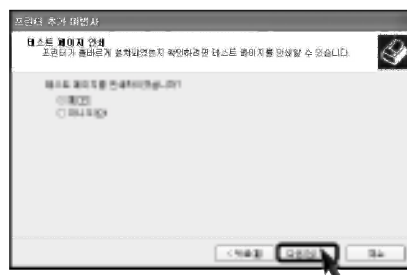 프린터 추가 마법사
테스트 페이지 인쇄
프린터가 올바르게 설치되었는지 확인하려면 테스트 페이지를 인쇄할 수 있습니다.
테스트 페이지를 인쇄하시겠습니까?
예(Y)
아니오(O)
< 뒤로(B) 다음(N) > 취소